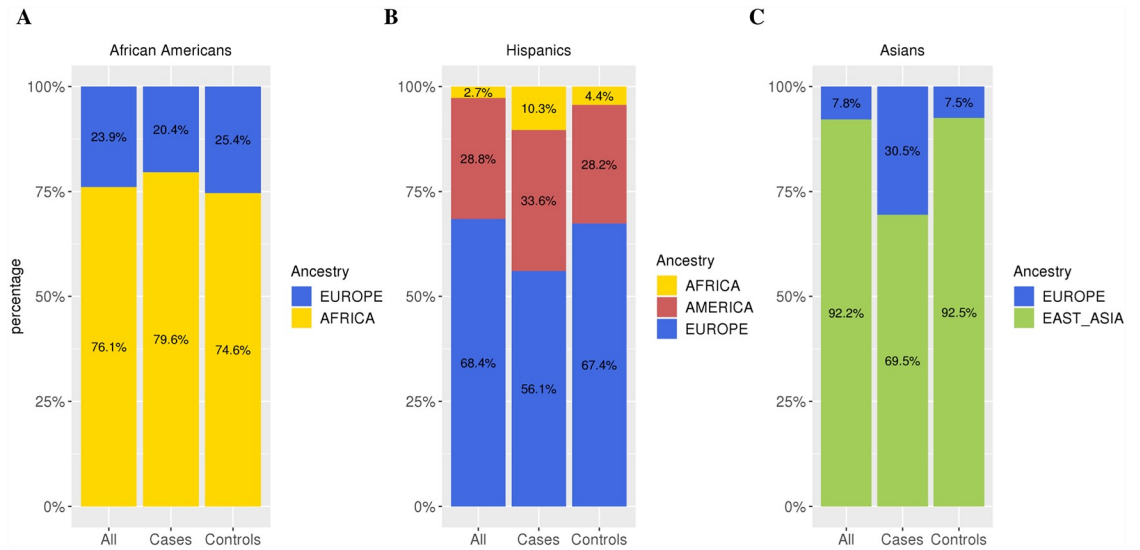 A
African Americans
percentage
100%
75%
50%
25%
0%
23.9%
20.4%
25.4%
76.1%
79.6%
74.6%
All
Cases
Controls
Ancestry
EUROPE
AFRICA
B
Hispanics
100%
75%
50%
25%
0%
2.7%
10.3%
4.4%
28.8%
33.6%
28.2%
68.4%
56.1%
67.4%
All
Cases
Controls
Ancestry
AFRICA
AMERICA
EUROPE
C
Asians
100%
75%
50%
25%
0%
7.8%
30.5%
7.5%
92.2%
69.5%
92.5%
All
Cases
Controls
Ancestry
EUROPE
EAST_ASIA